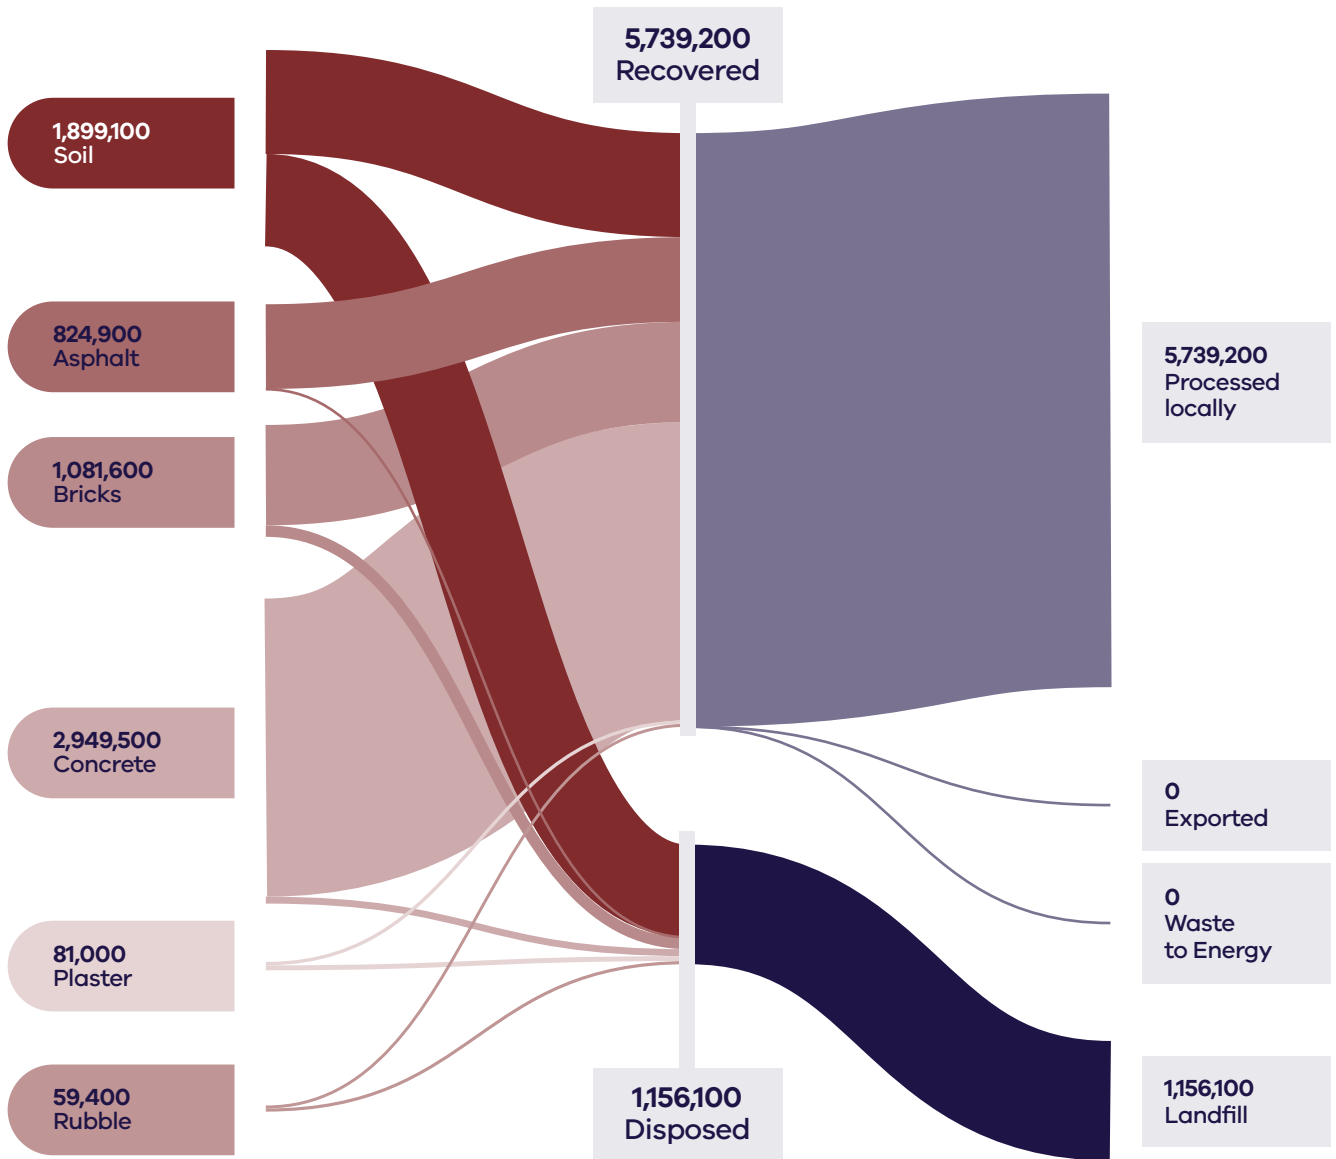 5,739,200
Recovered
1,899,100
Soil
824,900
Asphalt
1,081,600
Bricks
2,949,500
Concrete
81,000
Plaster
59,400
Rubble
5,739,200
Processed
locally
0
Exported
0
Waste
to Energy
1,156,100
Disposed
1,156,100
Landfill